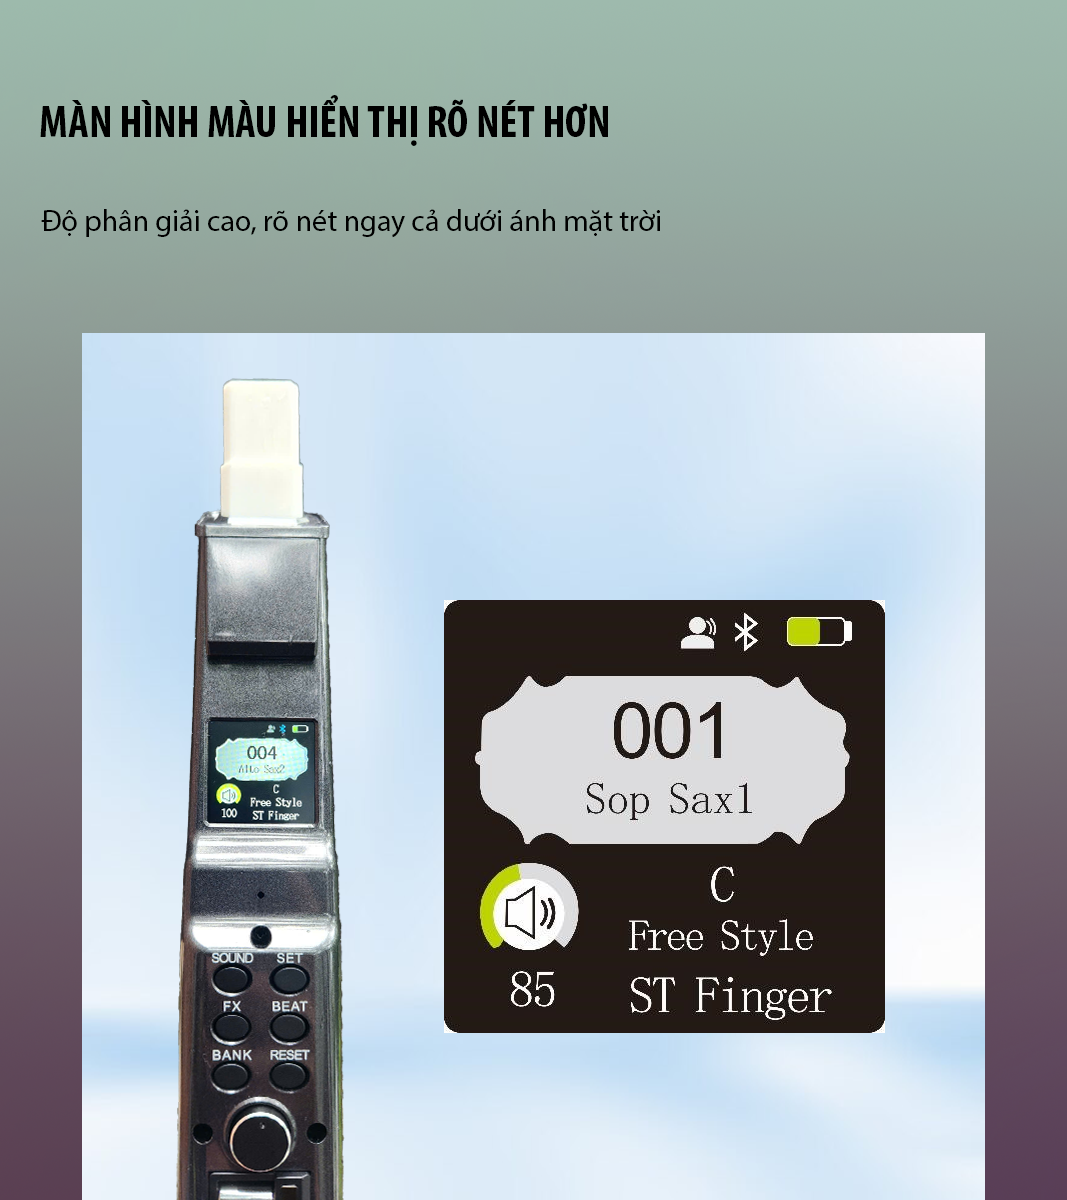 MÀN HÌNH MÀU HIỂN THỊ RÕ NÉT HƠN
Độ phân giải cao, rõ nét ngay cả dưới ánh mặt trời
001
Sop Sax1
C
Free Style
85
ST Finger
004
Alto Sax2
C
Free Style
100
ST Finger
SOUND SET
FX BEAT
BANK RESET